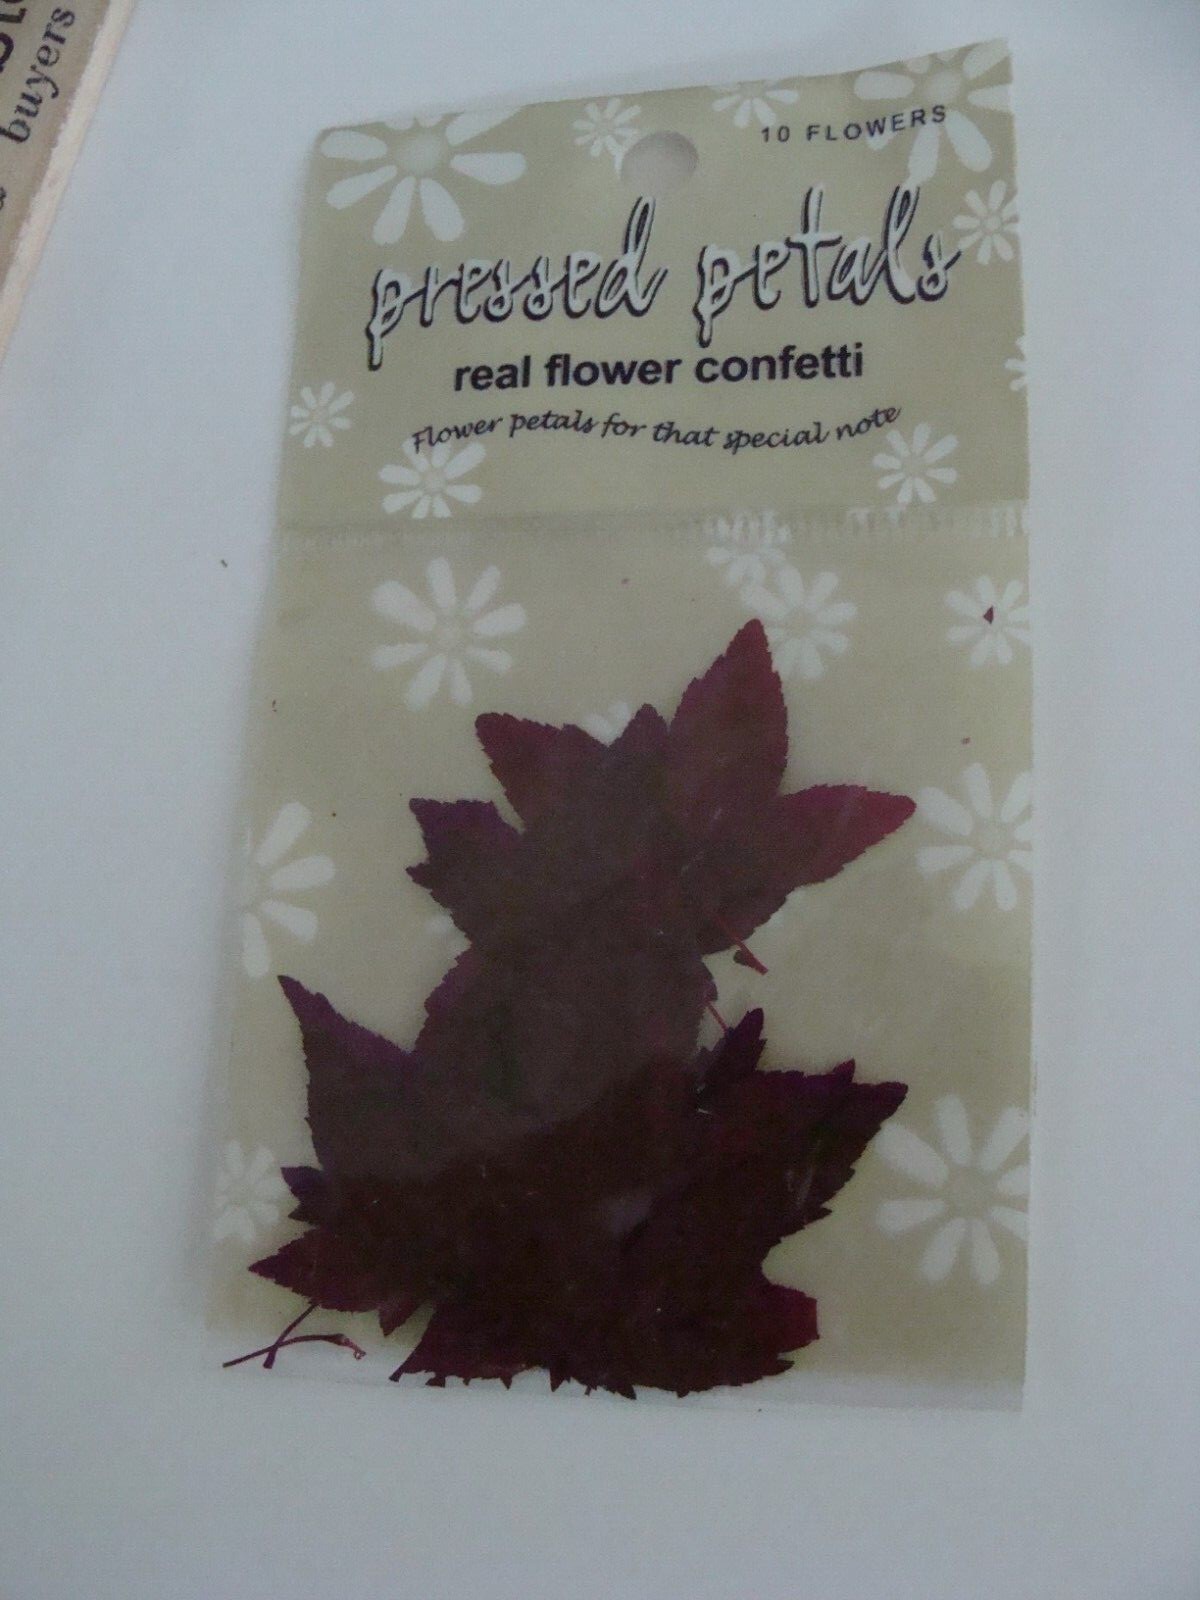 buyers
10 FLOWERS
pressed petals
real flower confetti
Flower petals for that special note